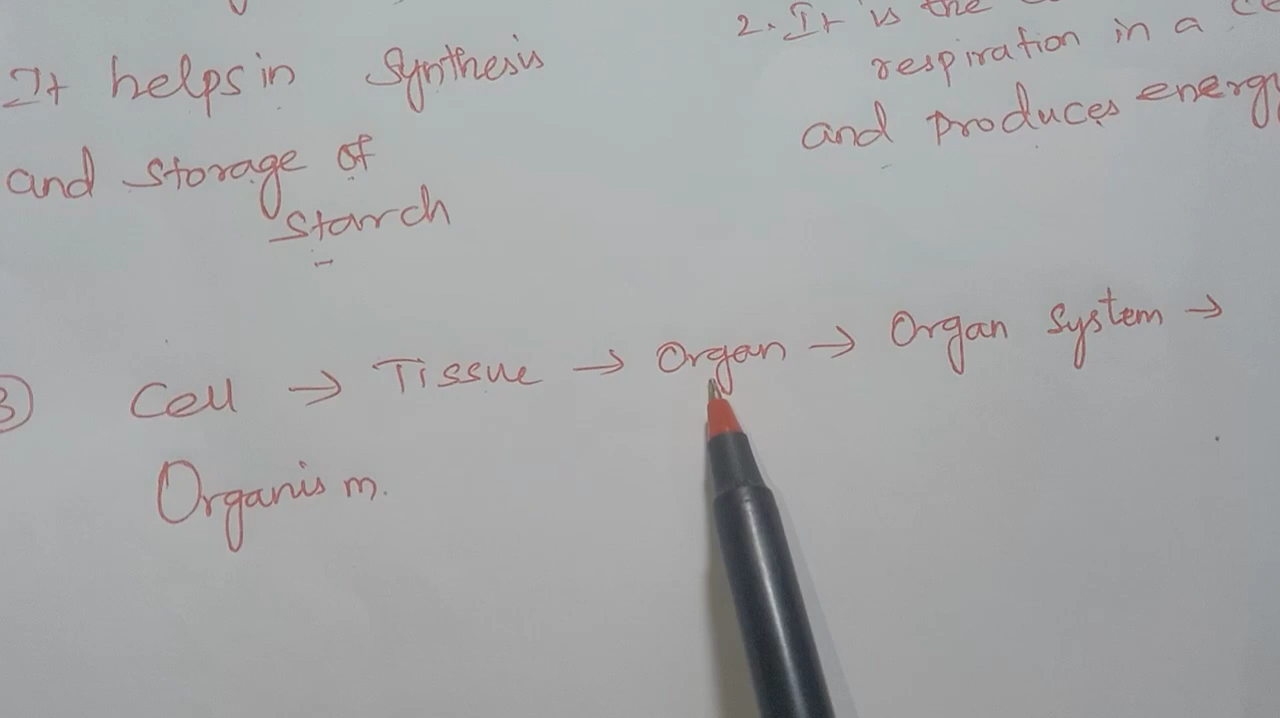 It helps in Synthesis
and storage of
Starch
2. It is the
respiration in a
and produces energy
3 Cell → Tissue → Organ → Organ System →
Organism.